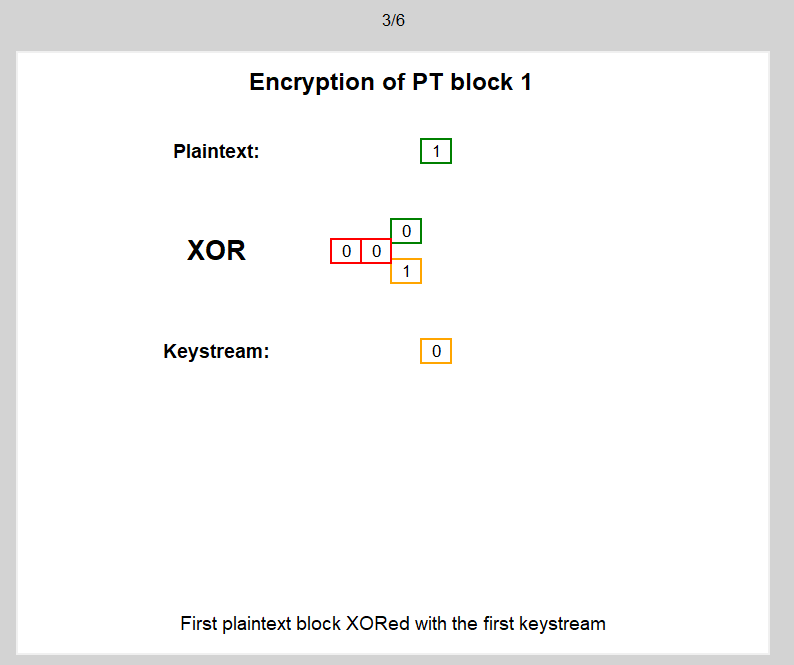 3/6
Encryption of PT block 1
Plaintext: 1
0
XOR 0 0
1
Keystream: 0
First plaintext block XORed with the first keystream